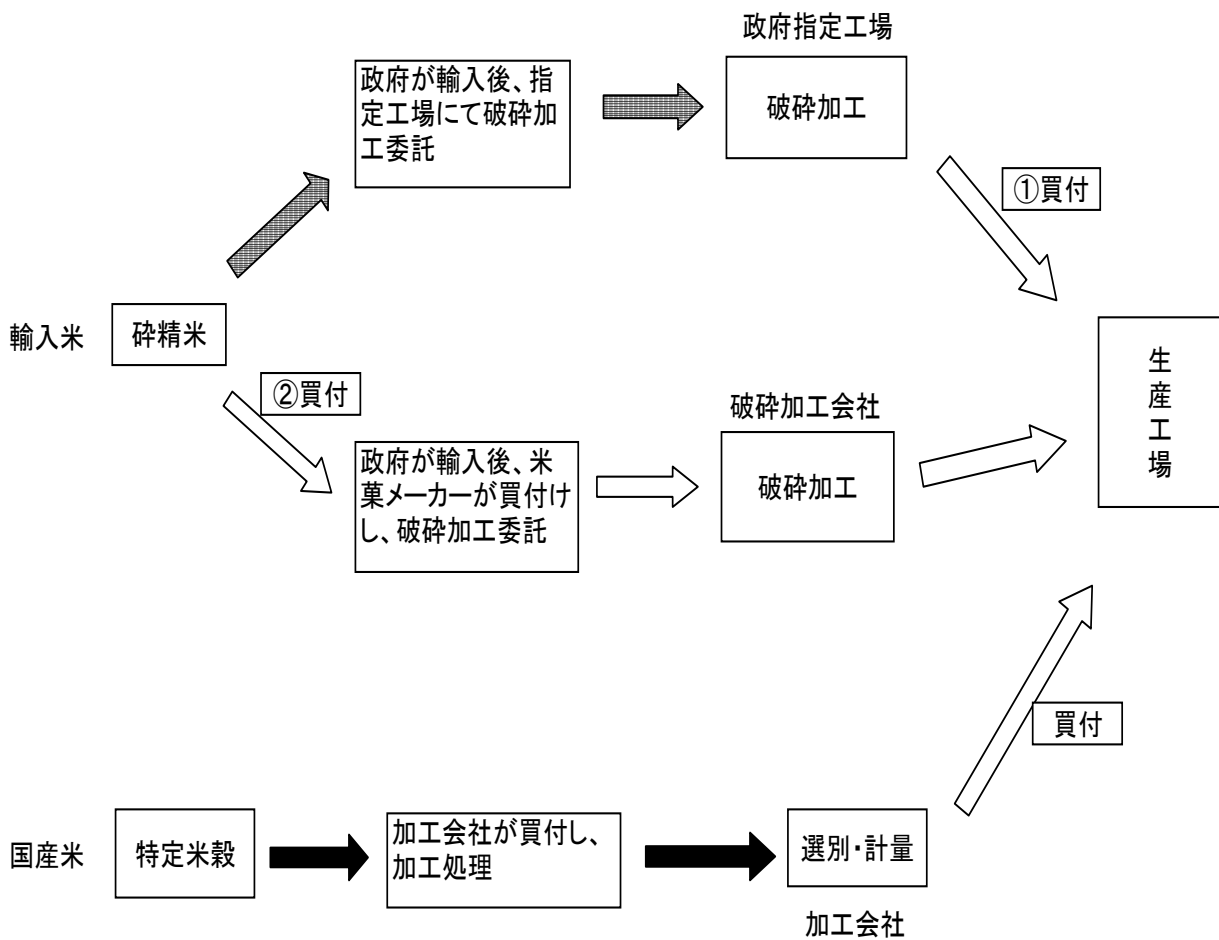 政府指定工場
政府が輸入後、指
定工場にて破砕加
工委託
破砕加工
①買付
輸入米
砕精米
②買付
破砕加工会社
政府が輸入後、米
菓メーカーが買付け
し、破砕加工委託
破砕加工
生
産
工
場
買付
国産米
特定米穀
加工会社が買付し、
加工処理
選別・計量
加工会社